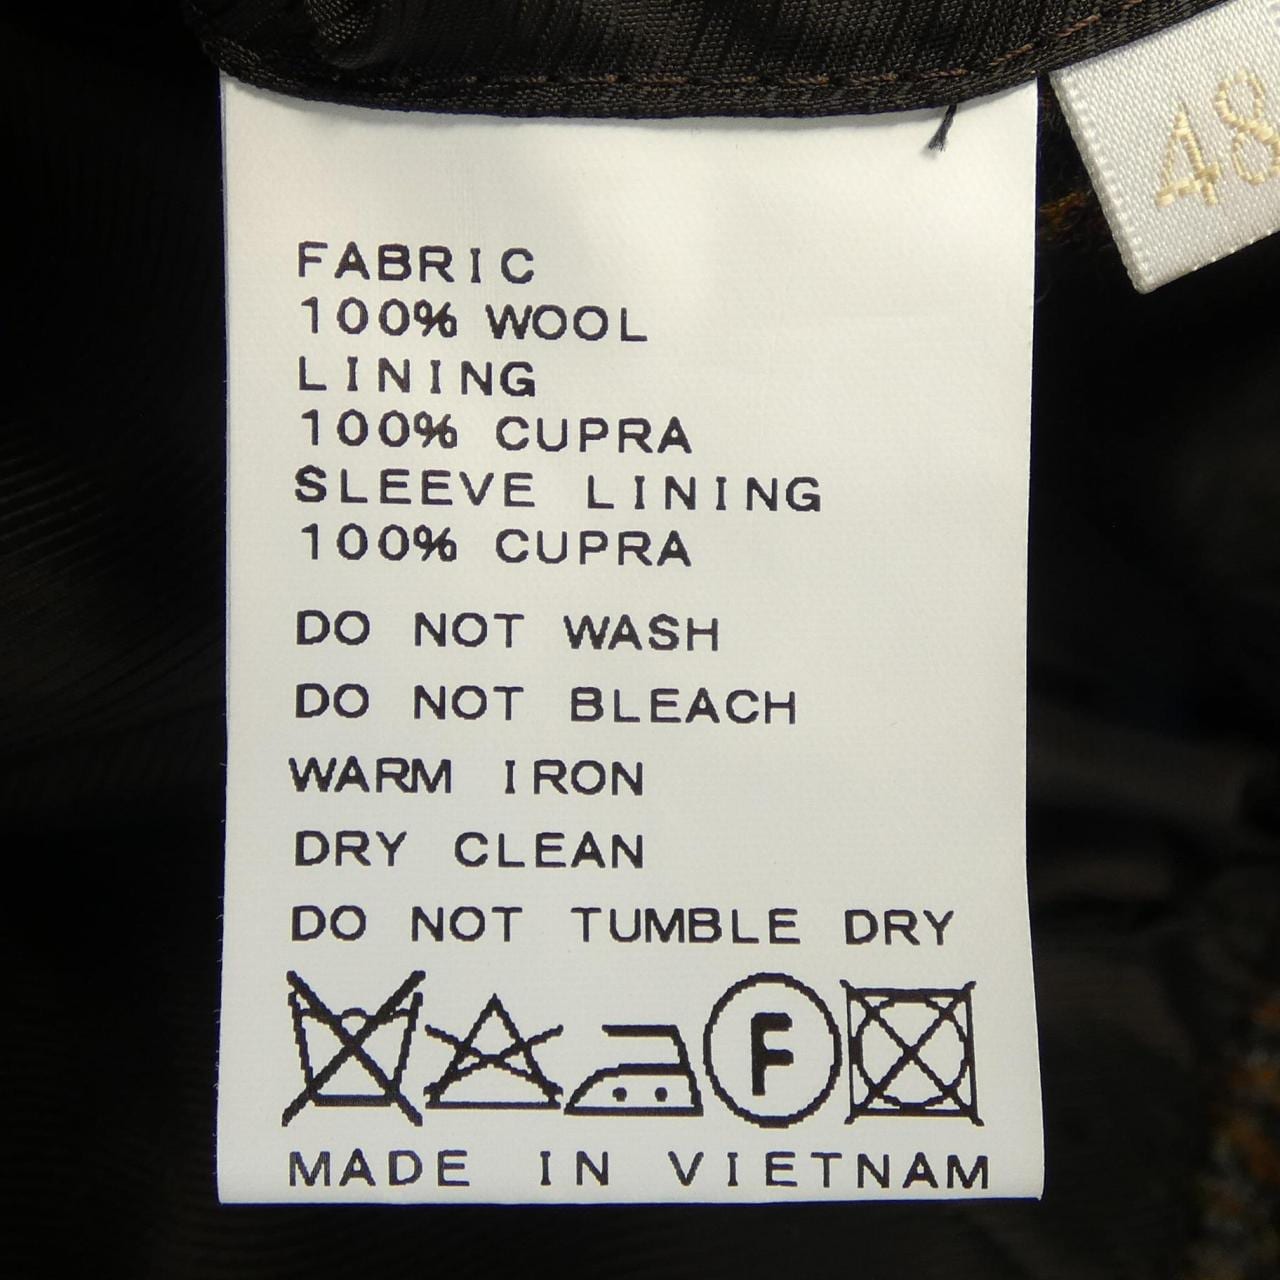 48
FABRIC
100% WOOL
LINING
100% CUPRA
SLEEVE LINING
100% CUPRA
DO NOT WASH
DO NOT BLEACH
WARM IRON
DRY CLEAN
DO NOT TUMBLE DRY
F
MADE IN VIETNAM